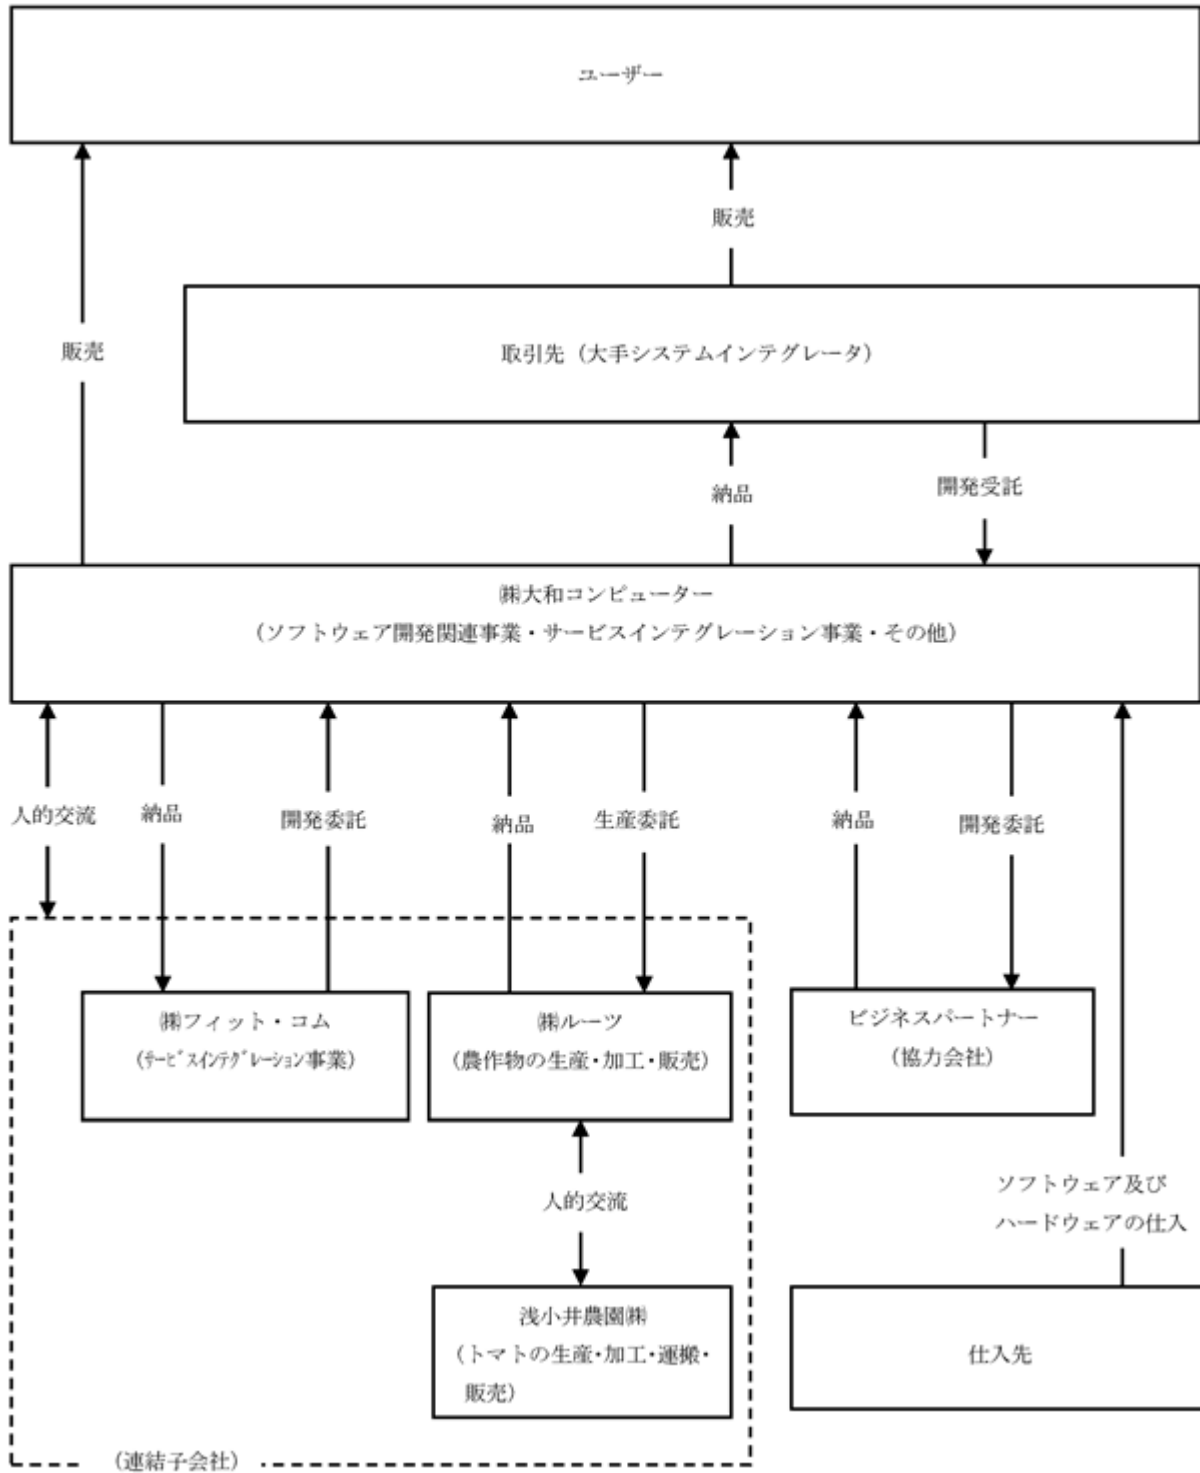 ユーザー
販売
販売
取引先（大手システムインテグレータ）
納品
開発受託
㈱大和コンピューター
（ソフトウェア開発関連事業・サービスインテグレーション事業・その他）
人的交流
納品
開発委託
納品
生産委託
納品
開発委託
㈱フィット・コム
（ｻｰﾋﾞｽｲﾝﾃｸﾞﾚｰｼｮﾝ事業）
㈱ルーツ
（農作物の生産・加工・販売）
ビジネスパートナー
（協力会社）
人的交流
ソフトウェア及び
ハードウェアの仕入
浅小井農園㈱
（トマトの生産・加工・運搬・
販売）
仕入先
（連結子会社）